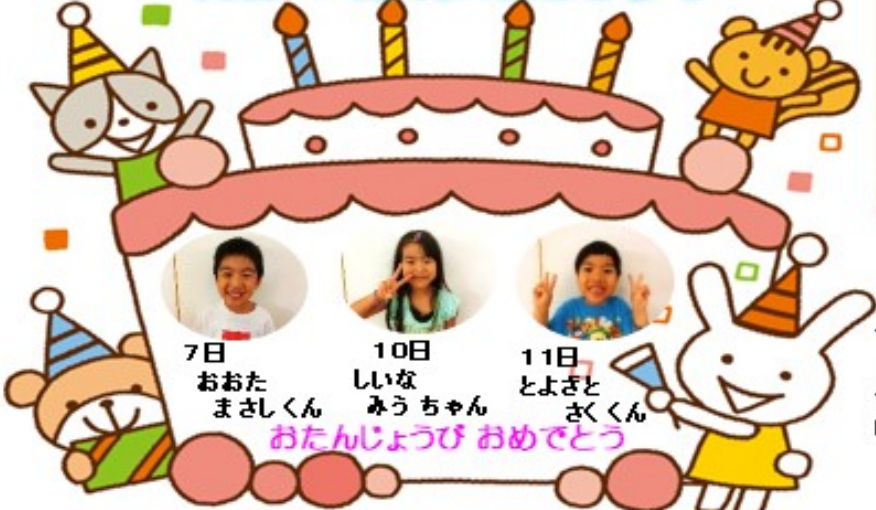 7日
おおた
まさしくん
10日
しいな
みう ちゃん
11日
とよさと
さくくん
おたんじょうび おめでとう